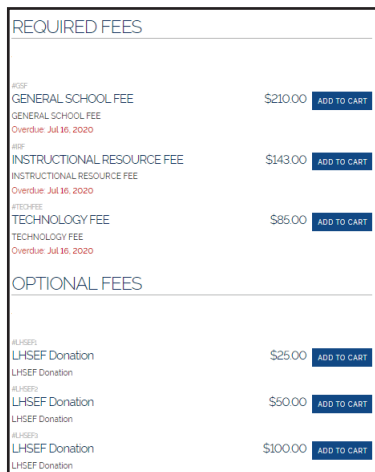 REQUIRED FEES
#GSF
GENERAL SCHOOL FEE $210.00 ADD TO CART
GENERAL SCHOOL FEE
Overdue: Jul 16, 2020
#IRF
INSTRUCTIONAL RESOURCE FEE $143.00 ADD TO CART
INSTRUCTIONAL RESOURCE FEE
Overdue: Jul 16, 2020
#TECHFEE
TECHNOLOGY FEE $85.00 ADD TO CART
TECHNOLOGY FEE
Overdue: Jul 16, 2020
OPTIONAL FEES
#LHSEF1
LHSEF Donation $25.00 ADD TO CART
LHSEF Donation
#LHSEF2
LHSEF Donation $50.00 ADD TO CART
LHSEF Donation
#LHSEF3
LHSEF Donation $100.00 ADD TO CART
LHSEF Donation